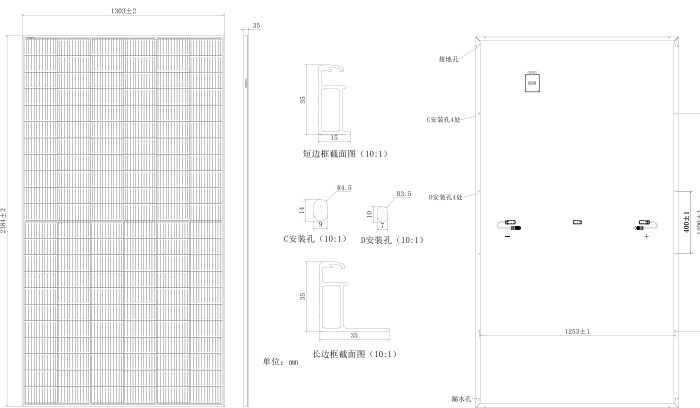 1303±2
35
2384±2
35
15
短边框截面图（10:1）
R4.5
14
9
C安装孔（10:1）
R3.5
10
7
D安装孔（10:1）
35
35
长边框截面图（10:1）
单位：mm
接地孔
C安装孔4处
D安装孔4处
400±1
-
+
1253±1
漏水孔